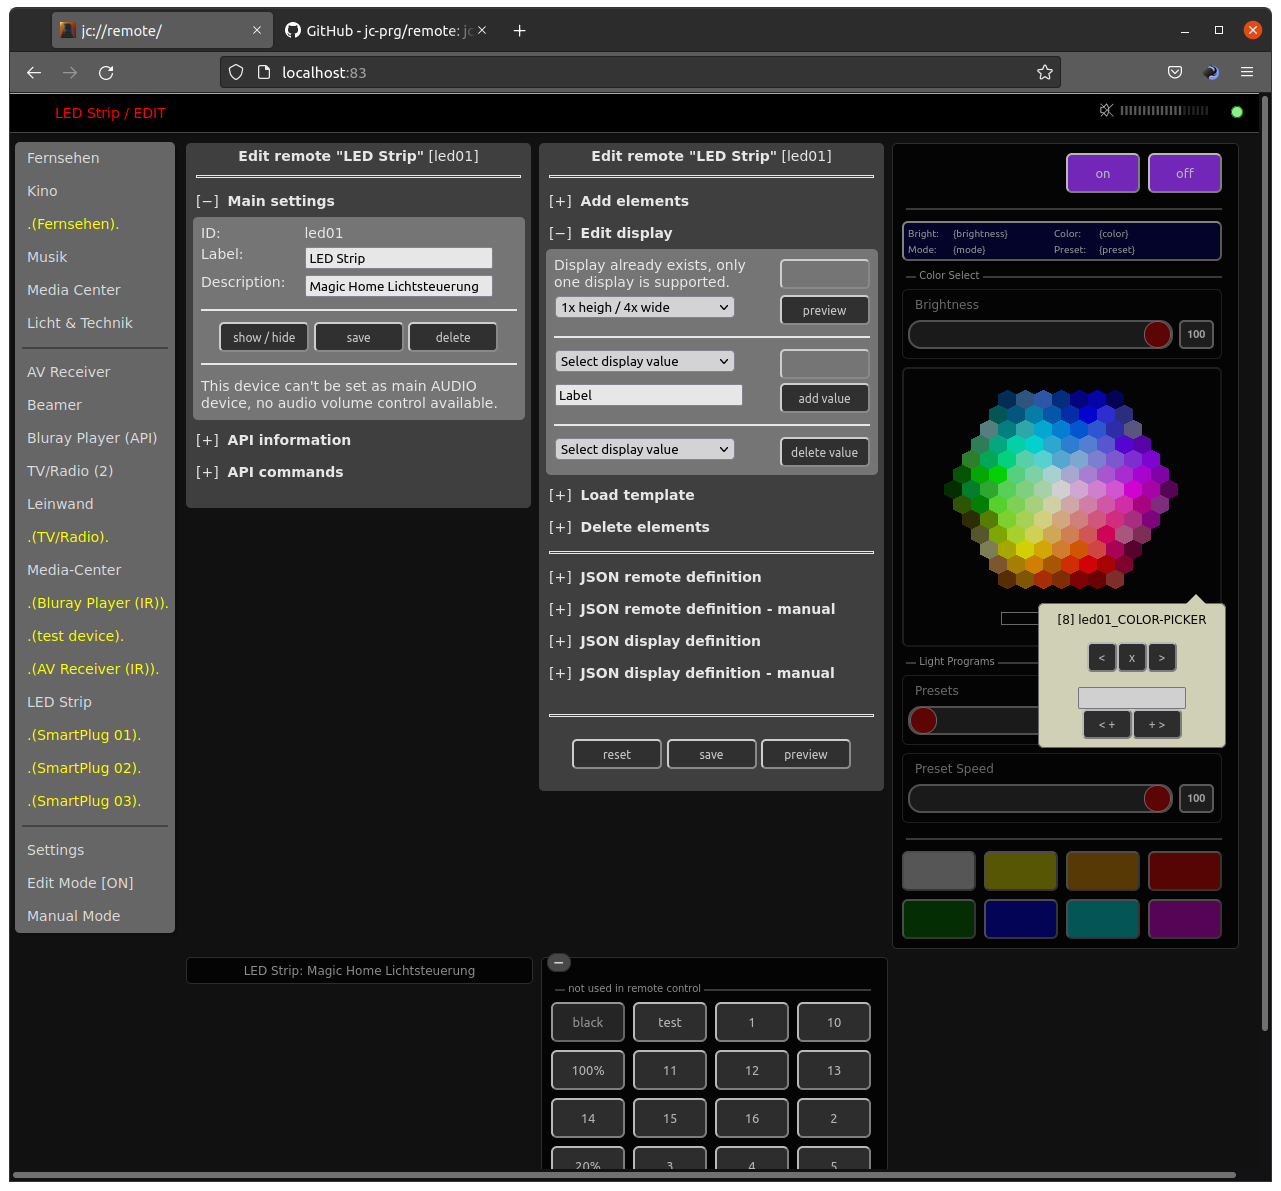 jc://remote/
GitHub - jc-prg/remote: jc
localhost:83
LED Strip / EDIT
Fernsehen
Kino
.(Fernsehen).
Musik
Media Center
Licht & Technik
AV Receiver
Beamer
Bluray Player (API)
TV/Radio (2)
Leinwand
.(TV/Radio).
Media-Center
.(Bluray Player (IR)).
.(test device).
.(AV Receiver (IR)).
LED Strip
.(SmartPlug 01).
.(SmartPlug 02).
.(SmartPlug 03).
Settings
Edit Mode [ON]
Manual Mode
Edit remote "LED Strip" [led01]
[−] Main settings
ID: led01
Label: LED Strip
Description: Magic Home Lichtsteuerung
show / hide save delete
This device can't be set as main AUDIO
device, no audio volume control available.
[+] API information
[+] API commands
Edit remote "LED Strip" [led01]
[+] Add elements
[−] Edit display
Display already exists, only
one display is supported.
1x heigh / 4x wide preview
Select display value
Label add value
Select display value delete value
[+] Load template
[+] Delete elements
[+] JSON remote definition
[+] JSON remote definition - manual
[+] JSON display definition
[+] JSON display definition - manual
reset save preview
on off
Bright: {brightness} Color: {color}
Mode: {mode} Preset: {preset}
Color Select
Brightness
100
[8] led01_COLOR-PICKER
< x >
< + + >
Light Programs
Presets
Preset Speed
100
LED Strip: Magic Home Lichtsteuerung
−
not used in remote control
black test 1 10
100% 11 12 13
14 15 16 2
20% 3 4 5